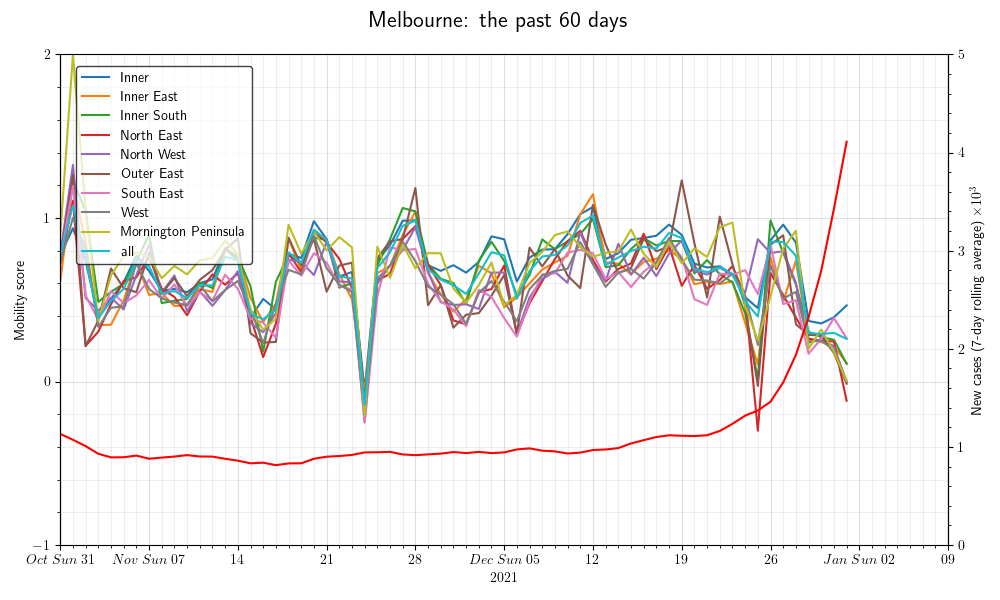 Melbourne: the past 60 days
2
1
0
−1
Mobility score
Inner
Inner East
Inner South
North East
North West
Outer East
South East
West
Mornington Peninsula
all
5
4
3
2
1
0
New cases (7-day rolling average) ×10³
Oct Sun 31 Nov Sun 07 14 21 28 Dec Sun 05 12 19 26 Jan Sun 02 09
2021